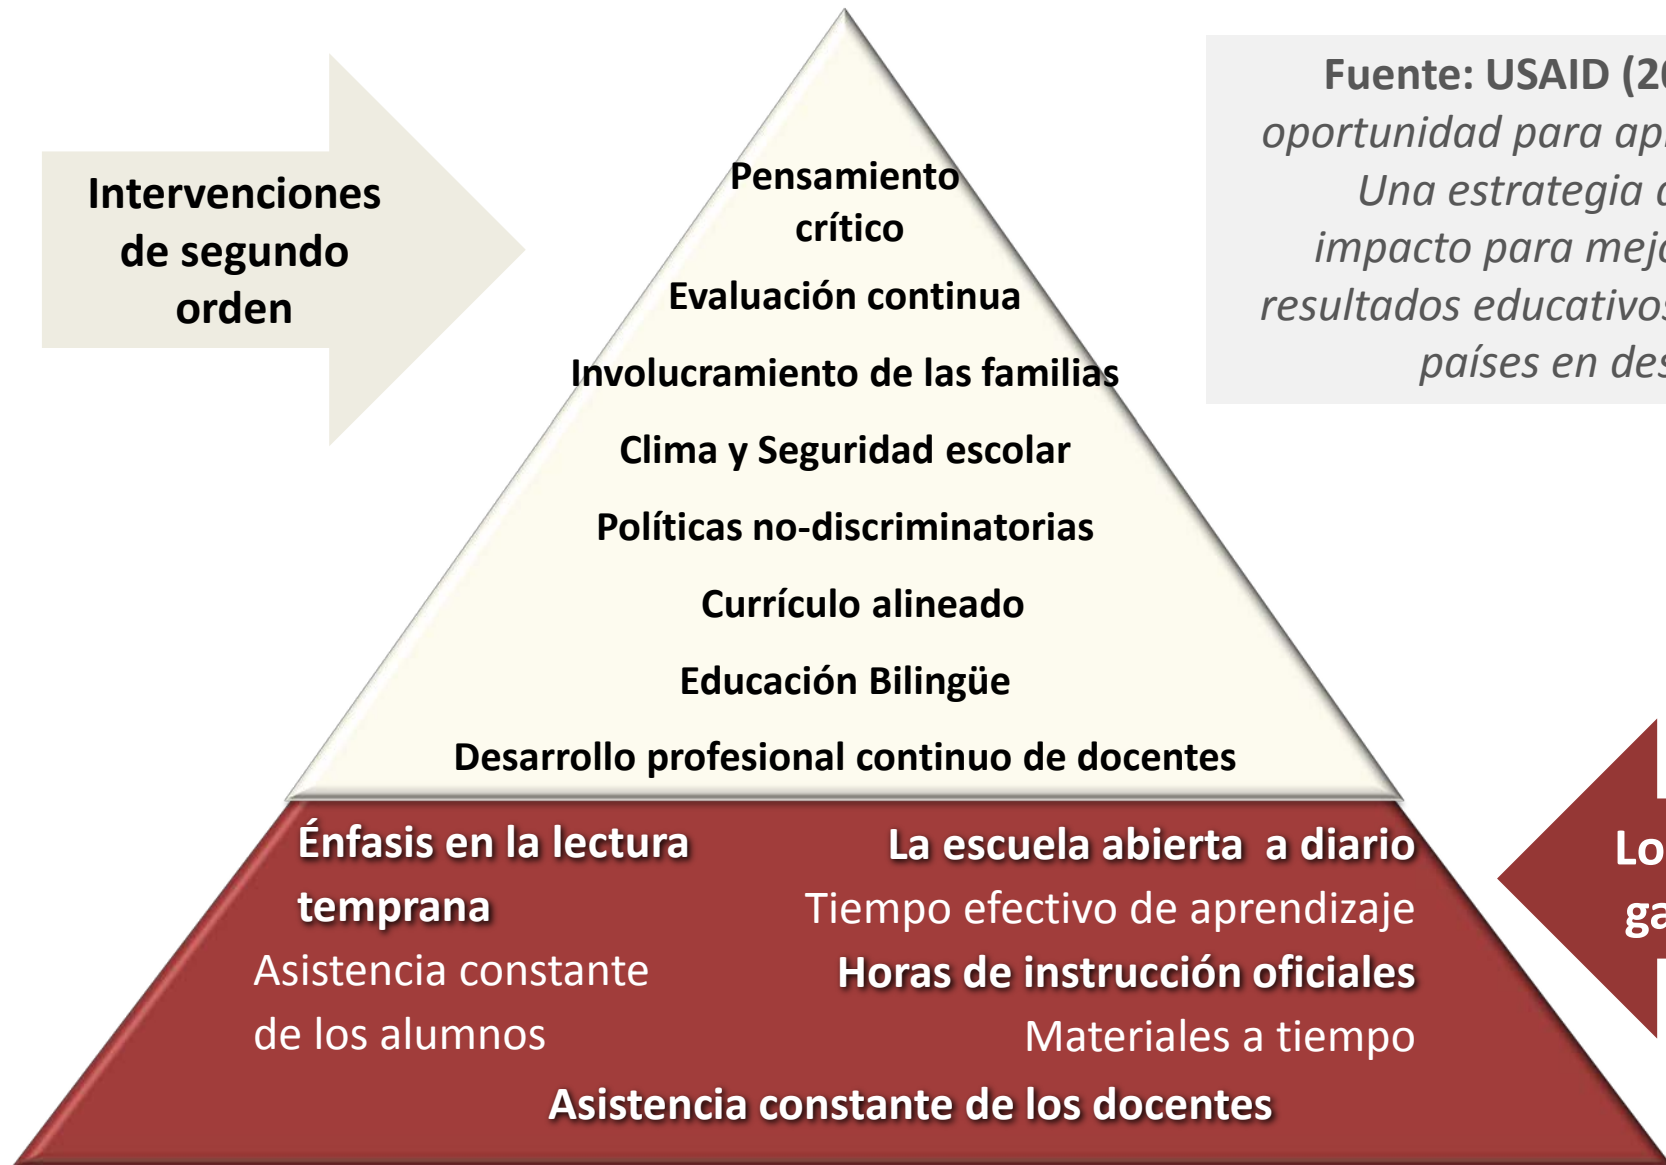 Intervenciones
de segundo
orden
Fuente: USAID
oportunidad para
Una estrategia
impacto para
resultados educativos
países en
Pensamiento
crítico
Evaluación continua
Involucramiento de las familias
Clima y Seguridad escolar
Políticas no-discriminatorias
Currículo alineado
Educación Bilingüe
Desarrollo profesional continuo de docentes
Énfasis en la lectura
temprana
Asistencia constante
de los alumnos
La escuela abierta a diario
Tiempo efectivo de aprendizaje
Horas de instrucción oficiales
Materiales a tiempo
Asistencia constante de los docentes